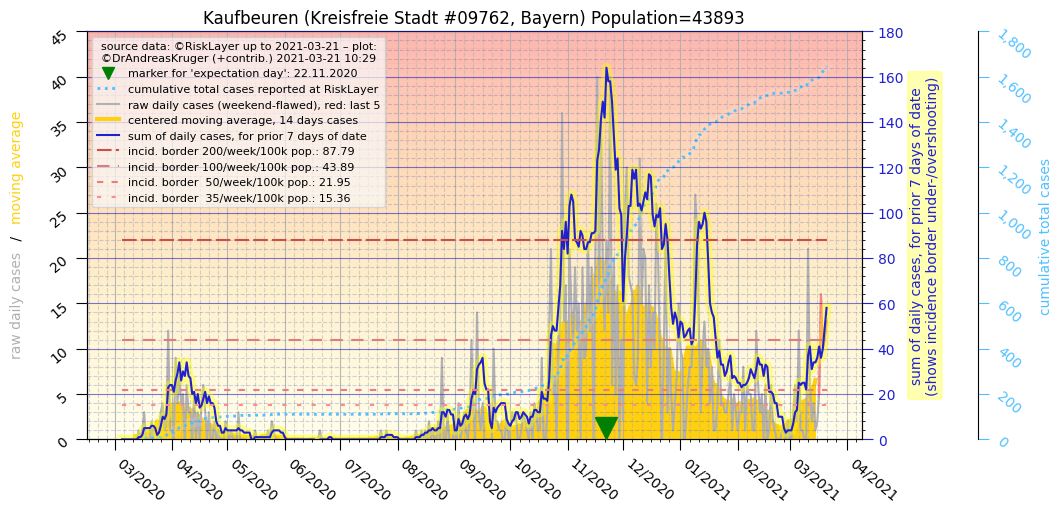 Kaufbeuren (Kreisfreie Stadt #09762, Bayern) Population=43893
source data: ©RiskLayer up to 2021-03-21 – plot:
©DrAndreasKruger (+contrib.) 2021-03-21 10:29
marker for 'expectation day': 22.11.2020
cumulative total cases reported at RiskLayer
raw daily cases (weekend-flawed), red: last 5
centered moving average, 14 days cases
sum of daily cases, for prior 7 days of date
incid. border 200/week/100k pop.: 87.79
incid. border 100/week/100k pop.: 43.89
incid. border  50/week/100k pop.: 21.95
incid. border  35/week/100k pop.: 15.36
raw daily cases  /  moving average
45
40
35
30
25
20
15
10
5
0
180
160
140
120
100
80
60
40
20
0
sum of daily cases, for prior 7 days of date
(shows incidence border under-/overshooting)
1,800
1,600
1,400
1,200
1,000
800
600
400
200
0
cumulative total cases
03/2020
04/2020
05/2020
06/2020
07/2020
08/2020
09/2020
10/2020
11/2020
12/2020
01/2021
02/2021
03/2021
04/2021